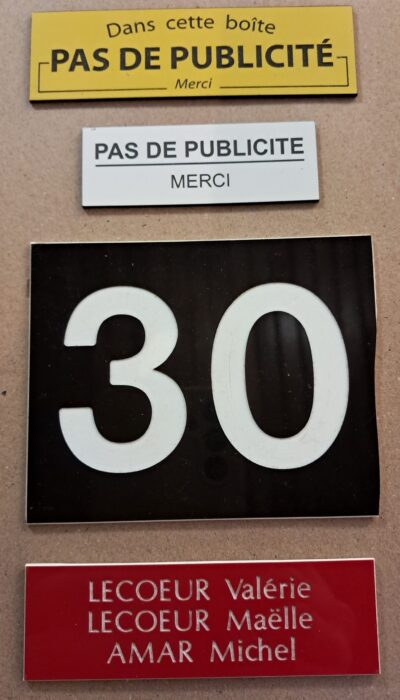 Dans cette boîte
PAS DE PUBLICITÉ
Merci
PAS DE PUBLICITE
MERCI
30
LECOEUR Valérie
LECOEUR Maëlle
AMAR Michel